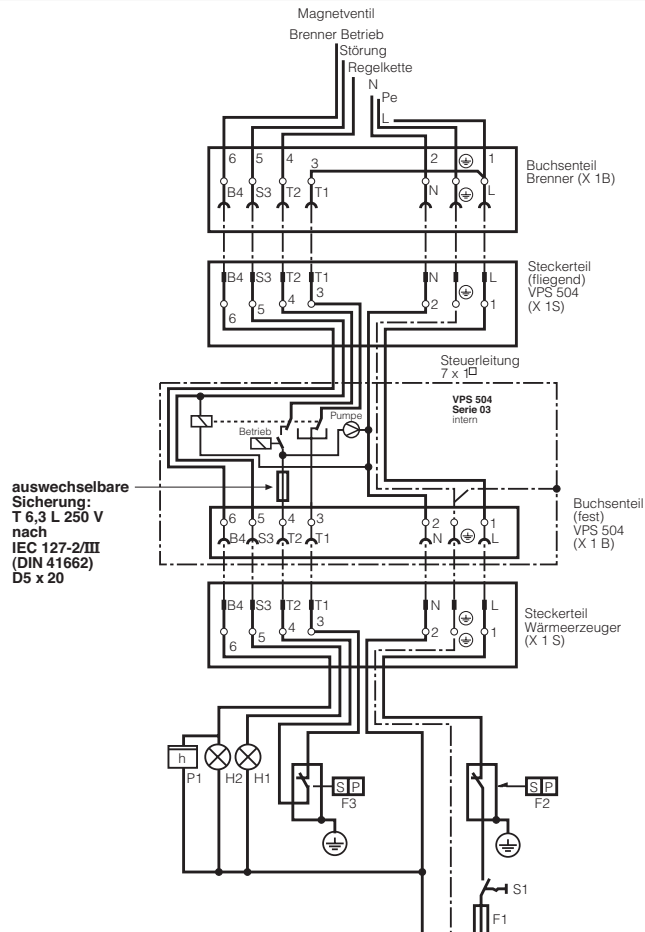 Magnetventil
Brenner Betrieb
Störung
Regelkette
N
Pe
L
6 5 4 3 2 1
B4 S3 T2 T1 N L
Buchsenteil
Brenner (X 1B)
B4 S3 T2 T1 N L
6 5 4 3 2 1
Steckerteil
(fliegend)
VPS 504
(X 1S)
Steuerleitung
7 x 1□
VPS 504
Serie 03
intern
Pumpe
Betrieb
auswechselbare
Sicherung:
T 6,3 L 250 V
nach
IEC 127-2/III
(DIN 41662)
D5 x 20
6 5 4 3 2 1
B4 S3 T2 T1 N L
Buchsenteil
(fest)
VPS 504
(X 1 B)
B4 S3 T2 T1 N L
6 5 4 3 2 1
Steckerteil
Wärmeerzeuger
(X 1 S)
h
P1 H2 H1
S P
F3
S P
F2
S1
F1